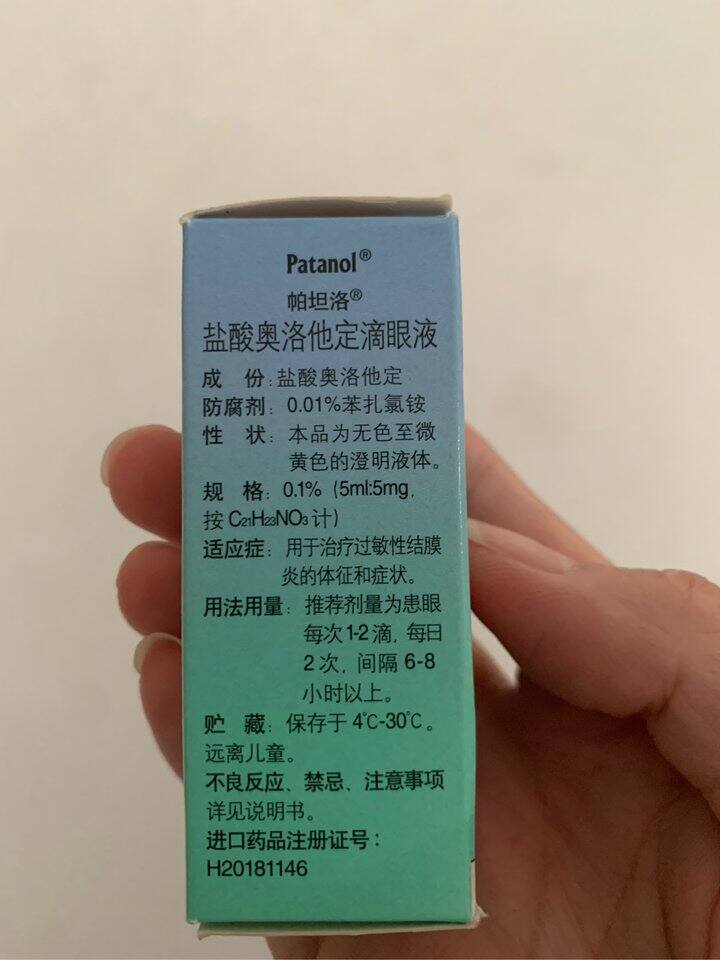 Patanol®
帕坦洛®
盐酸奥洛他定滴眼液
成 份:盐酸奥洛他定
防腐剂:0.01%苯扎氯铵
性 状:本品为无色至微
黄色的澄明液体。
规 格:0.1% (5ml:5mg,
按C21H23NO3计)
适应症:用于治疗过敏性结膜
炎的体征和症状。
用法用量:推荐剂量为患眼
每次1-2滴,每日
2次,间隔6-8
小时以上。
贮 藏:保存于4℃-30℃。
远离儿童。
不良反应、禁忌、注意事项
详见说明书。
进口药品注册证号:
H20181146